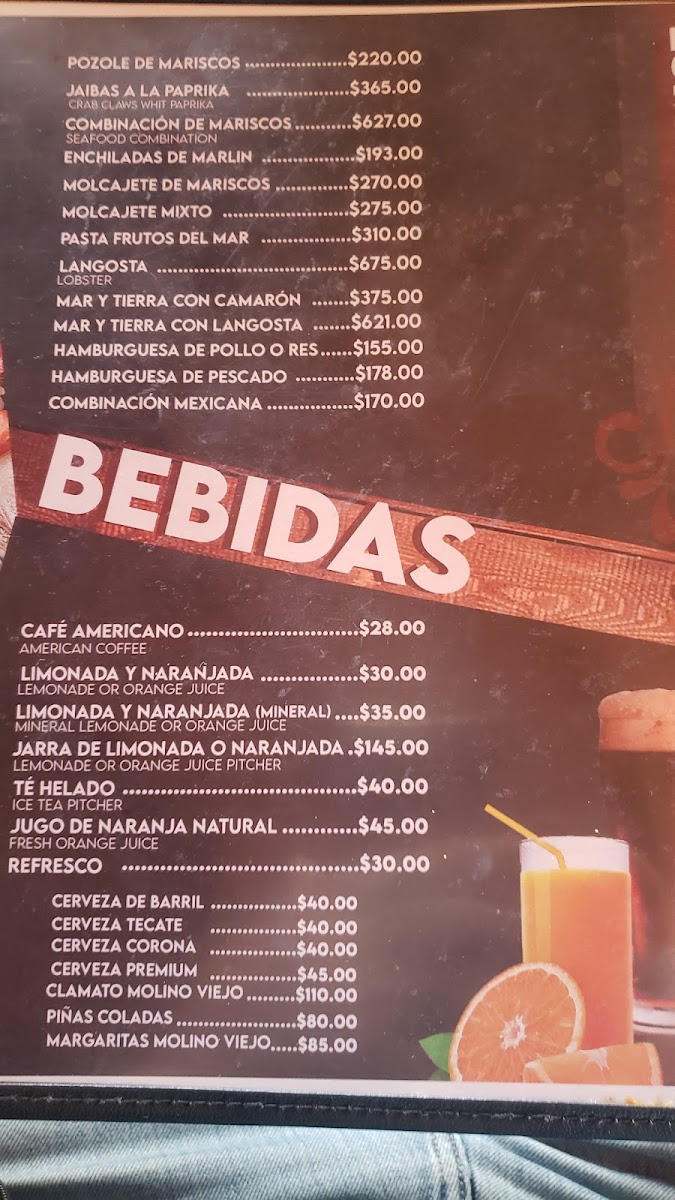 POZOLE DE MARISCOS ..................$220.00
JAIBAS A LA PAPRIKA ..................$365.00
CRAB CLAWS WHIT PAPRIKA
COMBINACIÓN DE MARISCOS..........$627.00
SEAFOOD COMBINATION
ENCHILADAS DE MARLIN ................$193.00
MOLCAJETE DE MARISCOS .............$270.00
MOLCAJETE MIXTO ......................$275.00
PASTA FRUTOS DEL MAR ................$310.00
LANGOSTA .................................$675.00
LOBSTER
MAR Y TIERRA CON CAMARÓN .......$375.00
MAR Y TIERRA CON LANGOSTA .......$621.00
HAMBURGUESA DE POLLO O RES......$155.00
HAMBURGUESA DE PESCADO ..........$178.00
COMBINACIÓN MEXICANA ...............$170.00
BEBIDAS
CAFÉ AMERICANO.............................$28.00
AMERICAN COFFEE
LIMONADA Y NARANJADA .................$30.00
LEMONADE OR ORANGE JUICE
LIMONADA Y NARANJADA (MINERAL)....$35.00
MINERAL LEMONADE OR ORANGE JUICE
JARRA DE LIMONADA O NARANJADA.$145.00
LEMONADE OR ORANGE JUICE PITCHER
TÉ HELADO ........................................$40.00
ICE TEA PITCHER
JUGO DE NARANJA NATURAL .............$45.00
FRESH ORANGE JUICE
REFRESCO ........................................$30.00
CERVEZA DE BARRIL ...............$40.00
CERVEZA TECATE ...............$40.00
CERVEZA CORONA ...............$40.00
CERVEZA PREMIUM ...............$45.00
CLAMATO MOLINO VIEJO.........$110.00
PIÑAS COLADAS.....................$80.00
MARGARITAS MOLINO VIEJO.....$85.00